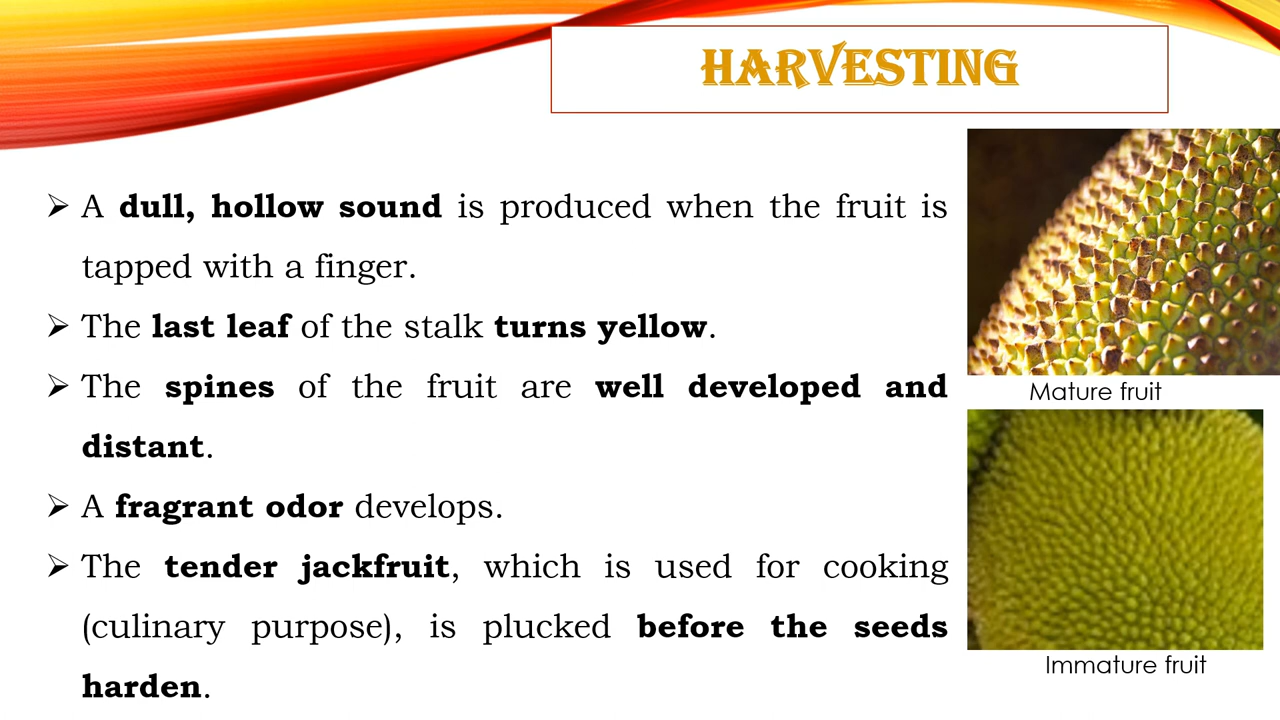 HARVESTING
➢ A dull, hollow sound is produced when the fruit is
tapped with a finger.
➢ The last leaf of the stalk turns yellow.
➢ The spines of the fruit are well developed and
distant.
➢ A fragrant odor develops.
➢ The tender jackfruit, which is used for cooking
(culinary purpose), is plucked before the seeds
harden.
Mature fruit
Immature fruit